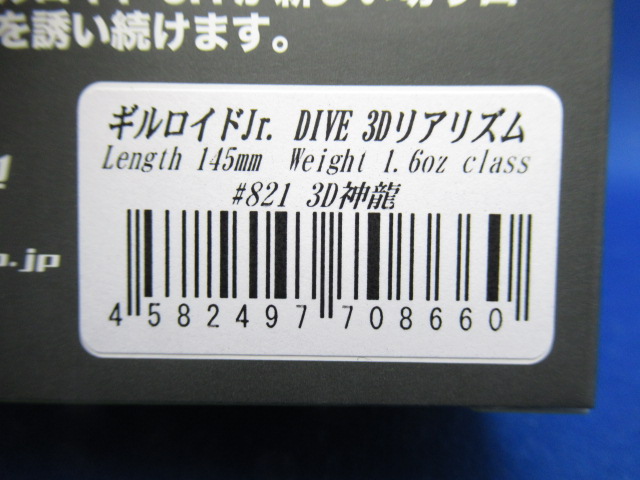 を誘い続けます。
ギルロイドJr. DIVE 3Dリアリズム
Length 145mm Weight 1.6oz class
#821 3D神龍
4 582497 708660
.jp